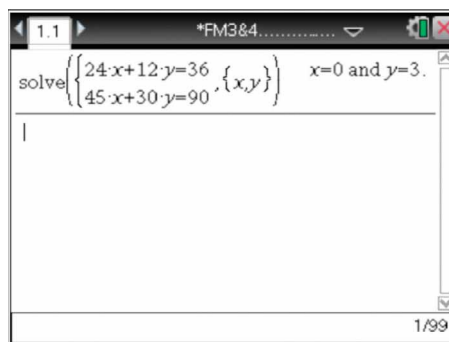 1.1 *FM3&4.............
solve({24·x+12·y=36
45·x+30·y=90 ,{x,y}) x=0 and y=3.
1/99